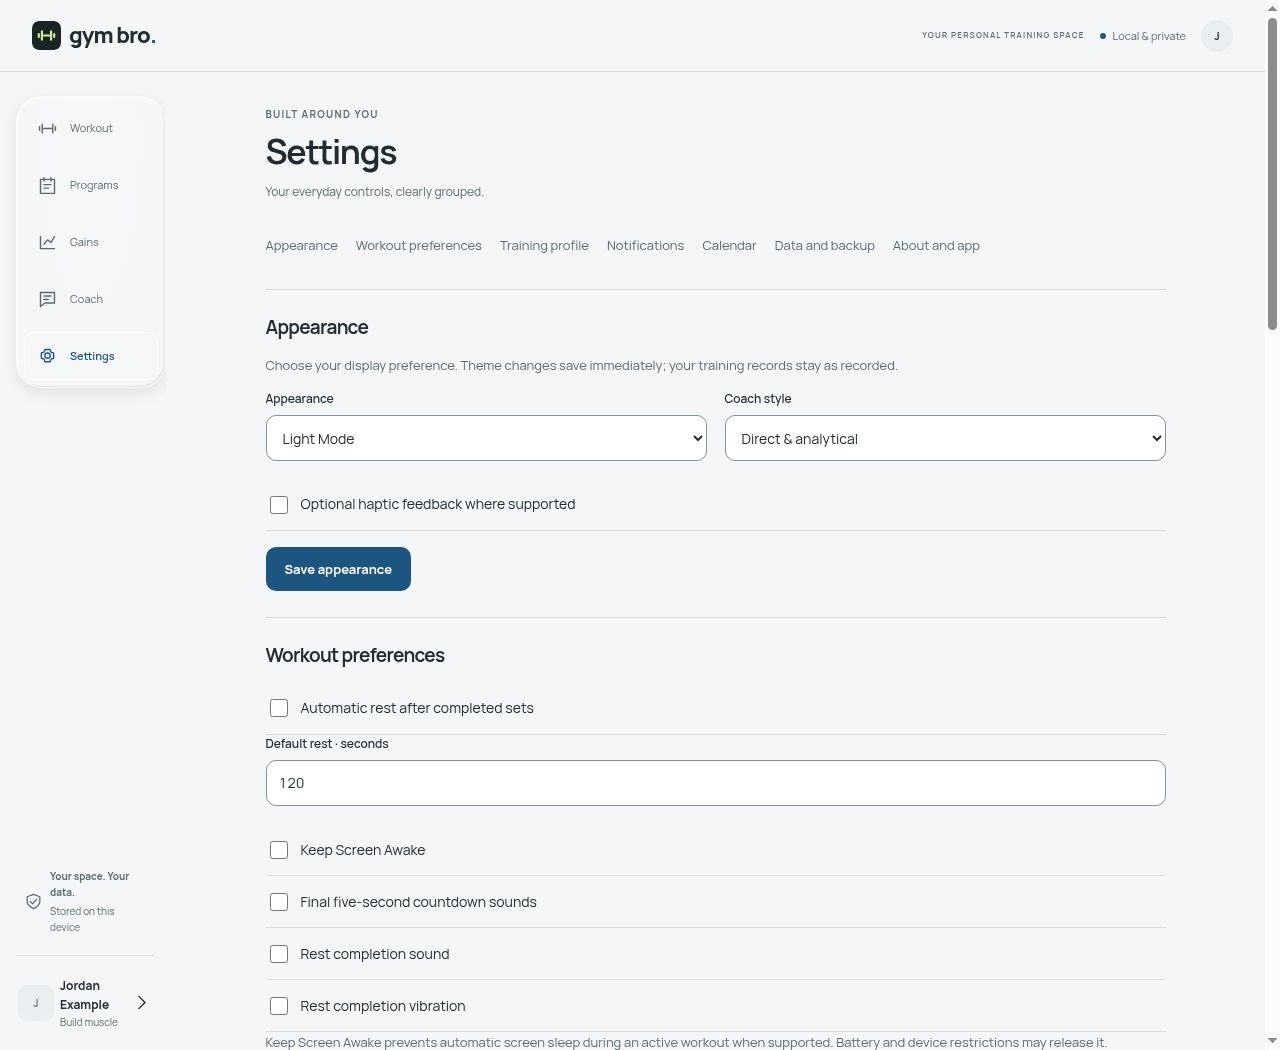 gym bro.
YOUR PERSONAL TRAINING SPACE
Local & private
J
Workout
Programs
Gains
Coach
Settings
Your space. Your
data.
Stored on this
device
J
Jordan
Example
Build muscle
BUILT AROUND YOU
Settings
Your everyday controls, clearly grouped.
Appearance Workout preferences Training profile Notifications Calendar Data and backup About and app
Appearance
Choose your display preference. Theme changes save immediately; your training records stay as recorded.
Appearance
Light Mode
Coach style
Direct & analytical
Optional haptic feedback where supported
Save appearance
Workout preferences
Automatic rest after completed sets
Default rest · seconds
120
Keep Screen Awake
Final five-second countdown sounds
Rest completion sound
Rest completion vibration
Keep Screen Awake prevents automatic screen sleep during an active workout when supported. Battery and device restrictions may release it.